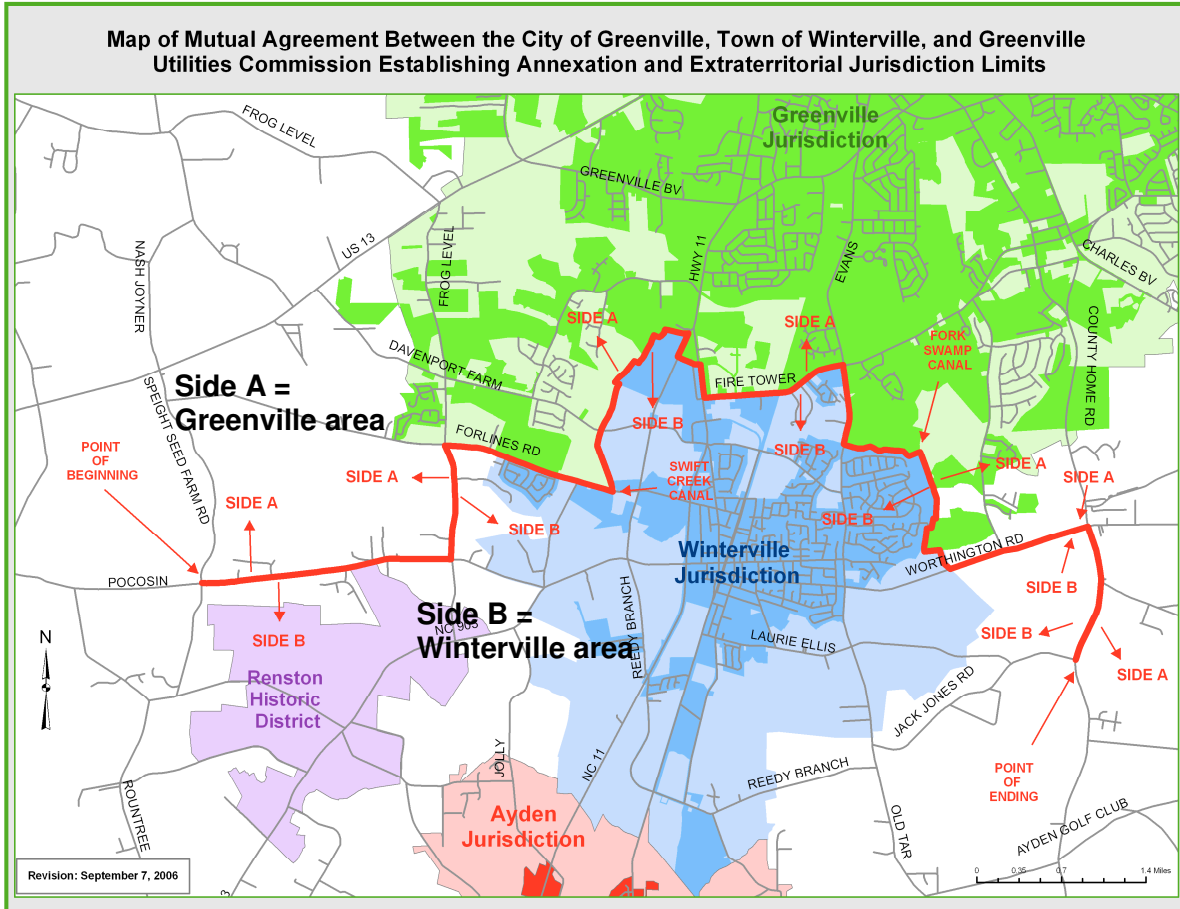 Map of Mutual Agreement Between the City of Greenville, Town of Winterville, and Greenville
Utilities Commission Establishing Annexation and Extraterritorial Jurisdiction Limits
FROG LEVEL
Greenville
Jurisdiction
GREENVILLE BV
US 13
NASH JOYNER
FROG LEVEL
HWY 11
EVANS
CHARLES BV
SIDE A
SIDE A
FORK
SWAMP
CANAL
COUNTY HOME RD
DAVENPORT FARM
FIRE TOWER
Side A =
Greenville area
SPEIGHT SEED FARM RD
SIDE B
FORLINES RD
SIDE B
POINT
OF
BEGINNING
SIDE A
SWIFT
CREEK
CANAL
SIDE A
SIDE A
SIDE A
SIDE B
SIDE B
WORTHINGTON RD
Winterville
Jurisdiction
POCOSIN
SIDE B
Side B =
Winterville area
NC 903
REEDY BRANCH
LAURIE ELLIS
SIDE B
SIDE B
N
SIDE A
Renston
Historic
District
JACK JONES RD
JOLLY
NC 11
REEDY BRANCH
POINT
OF
ENDING
ROUNTREE
Ayden
Jurisdiction
OLD TAR
AYDEN GOLF CLUB
Revision: September 7, 2006
3
0 0.35 0.7 1.4 Miles